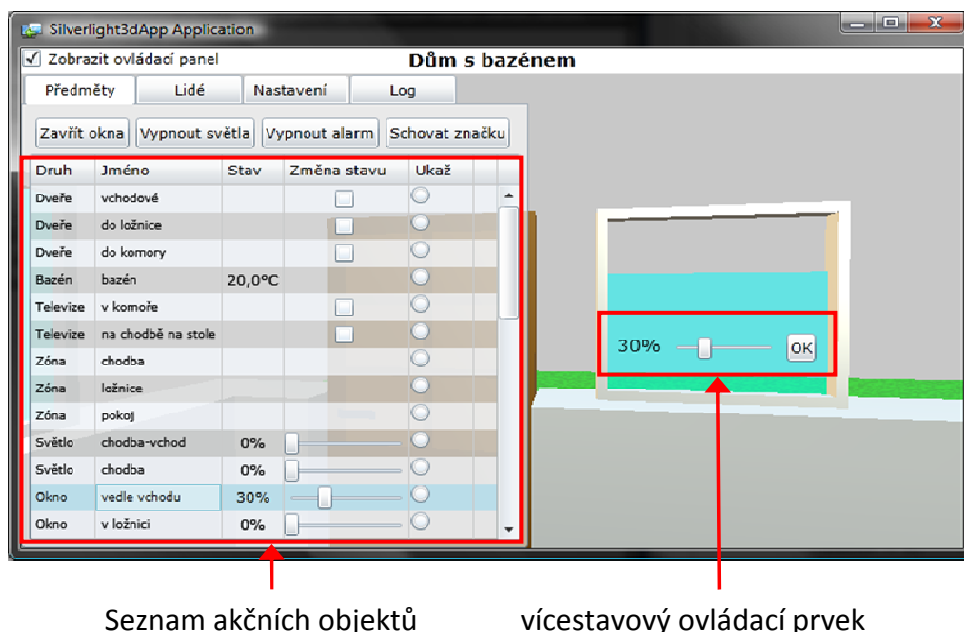 Silverlight3dApp Application
Zobrazit ovládací panel Dům s bazénem
Předměty Lidé Nastavení Log
Zavřít okna Vypnout světla Vypnout alarm Schovat značku
Druh Jméno Stav Změna stavu Ukaž
Dveře vchodové
Dveře do ložnice
Dveře do komory
Bazén bazén 20,0°C
Televize v komoře
Televize na chodbě na stole
Zóna chodba
Zóna ložnice
Zóna pokoj
Světlo chodba-vchod 0%
Světlo chodba 0%
Okno vedle vchodu 30%
Okno v ložnici 0%
30% OK
Seznam akčních objektů vícestavový ovládací prvek